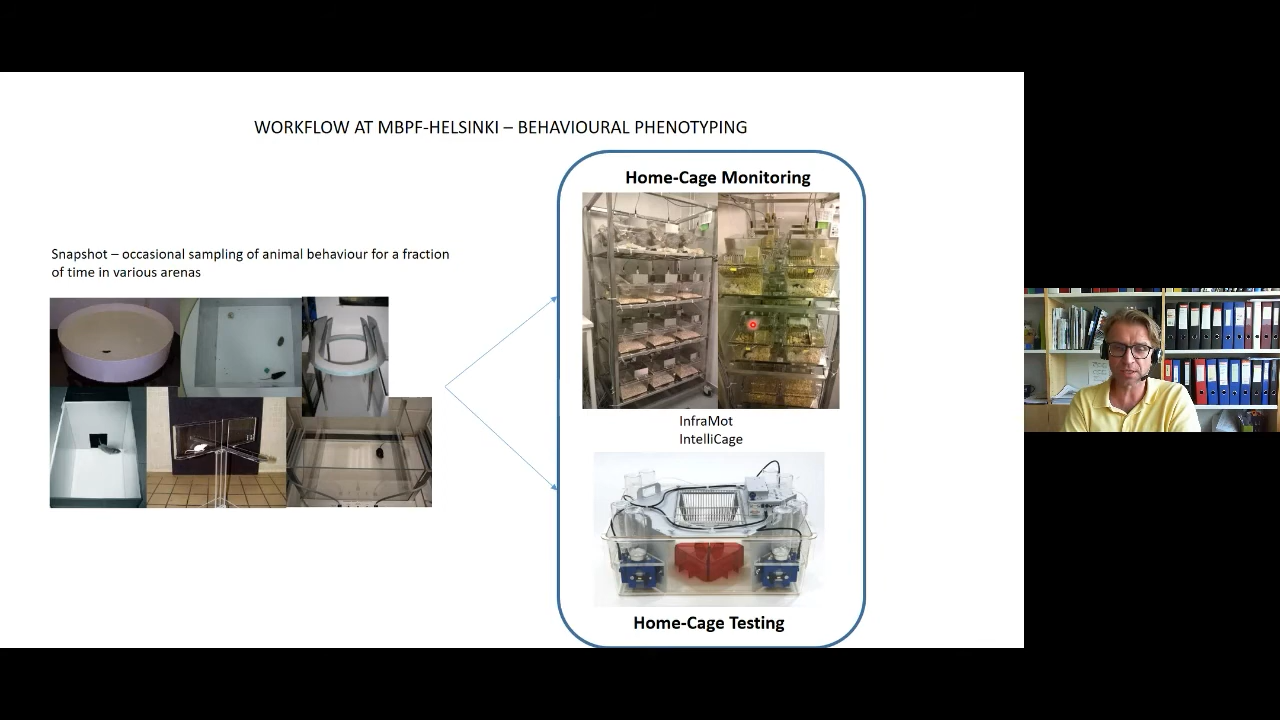 WORKFLOW AT MBPF-HELSINKI – BEHAVIOURAL PHENOTYPING
Snapshot – occasional sampling of animal behaviour for a fraction
of time in various arenas
Home-Cage Monitoring
InfraMot
IntelliCage
Home-Cage Testing